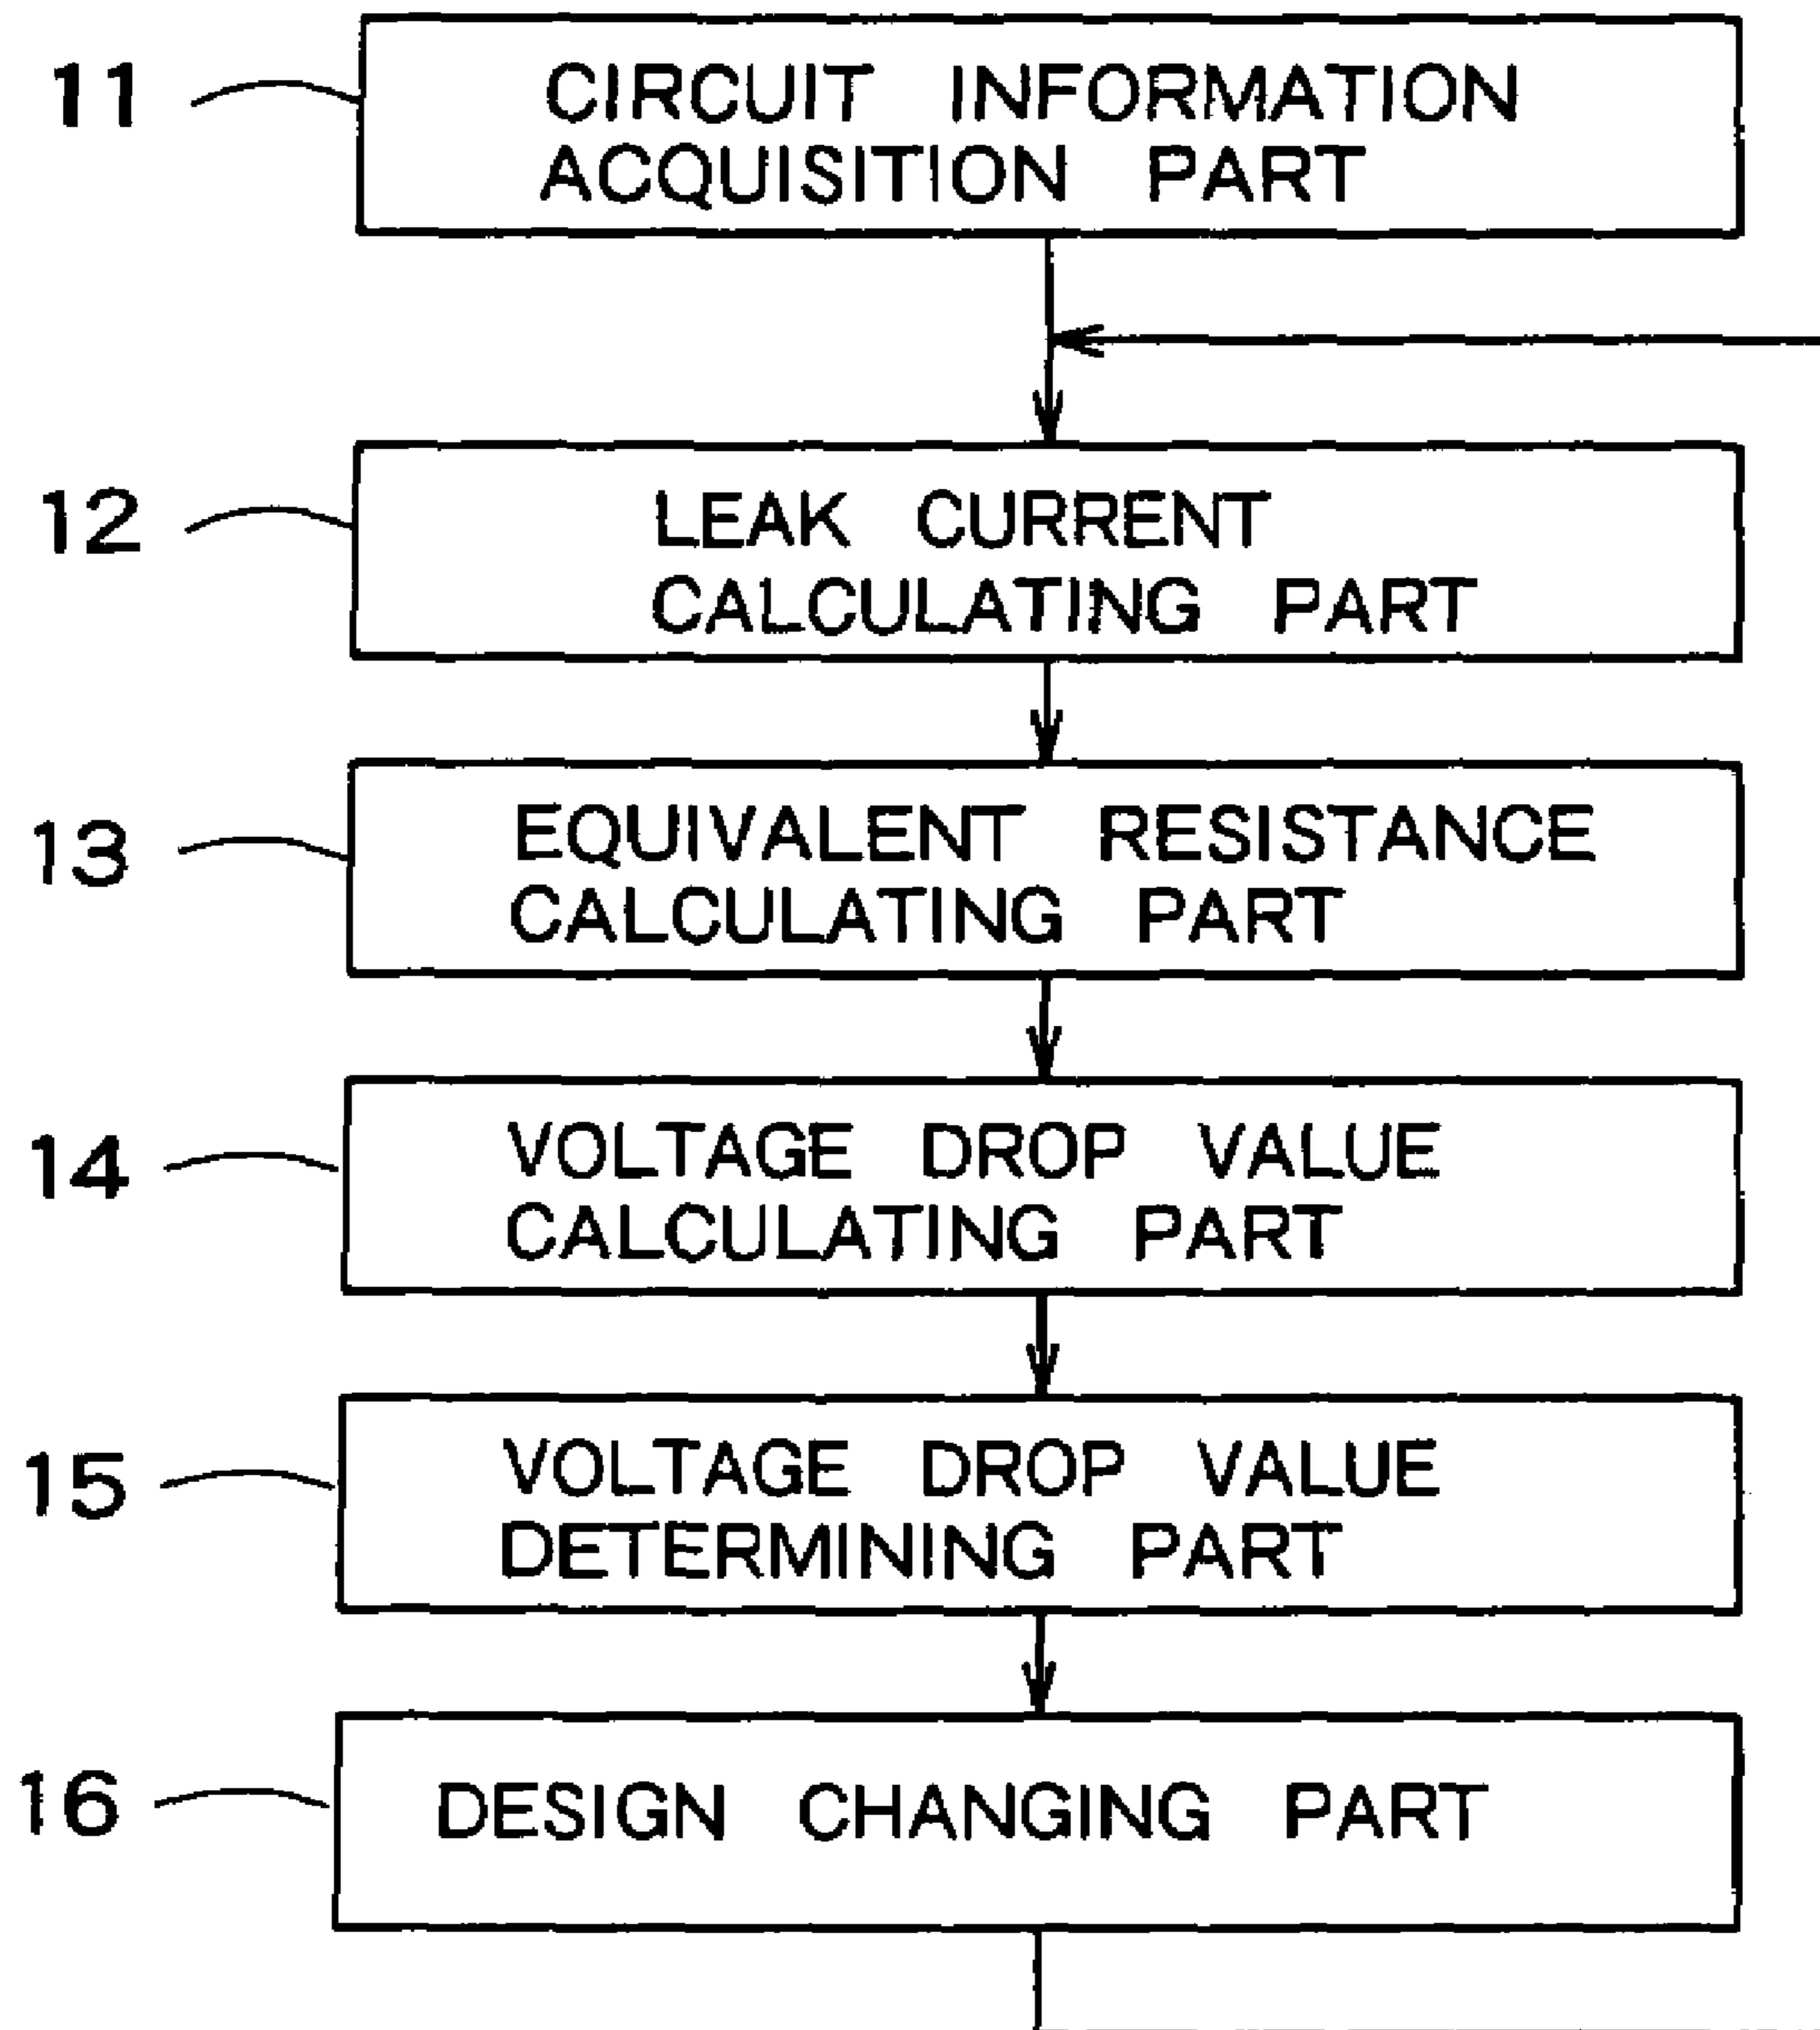 11
CIRCUIT INFORMATION
ACQUISITION PART
12
LEAK CURRENT
CALCULATING PART
13
EQUIVALENT RESISTANCE
CALCULATING PART
14
VOLTAGE DROP VALUE
CALCULATING PART
15
VOLTAGE DROP VALUE
DETERMINING PART
16
DESIGN CHANGING PART